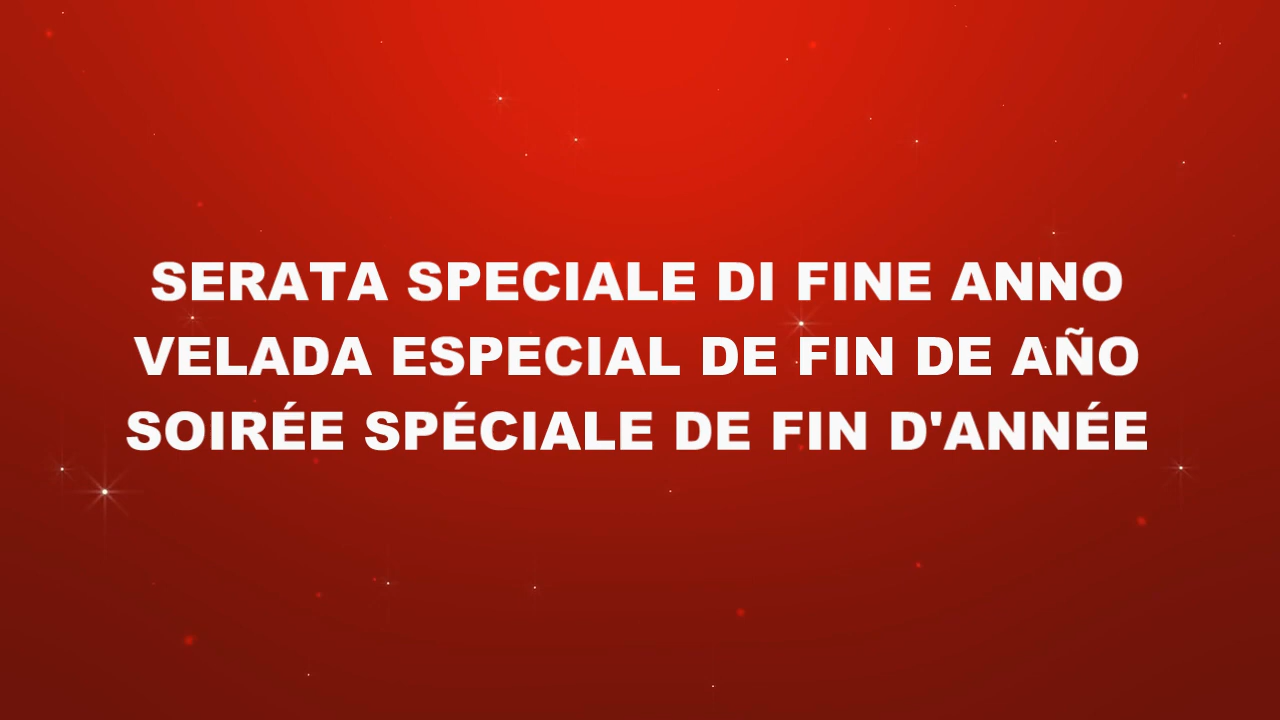 SERATA SPECIALE DI FINE ANNO
VELADA ESPECIAL DE FIN DE AÑO
SOIRÉE SPÉCIALE DE FIN D'ANNÉE